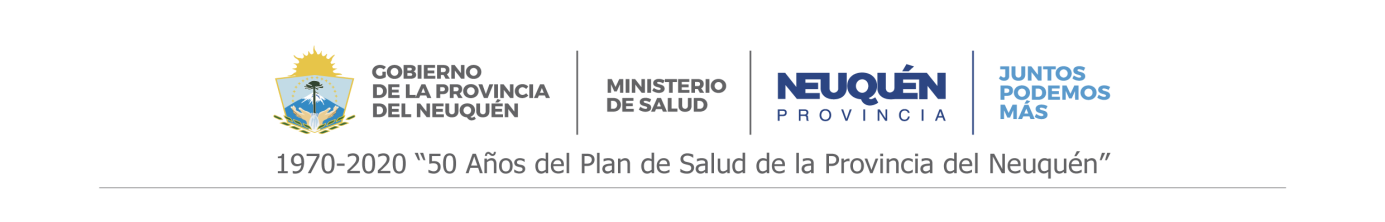 GOBIERNO
DE LA PROVINCIA
DEL NEUQUÉN
MINISTERIO
DE SALUD
NEUQUÉN
PROVINCIA
JUNTOS
PODEMOS
MÁS
1970-2020 “50 Años del Plan de Salud de la Provincia del Neuquén”